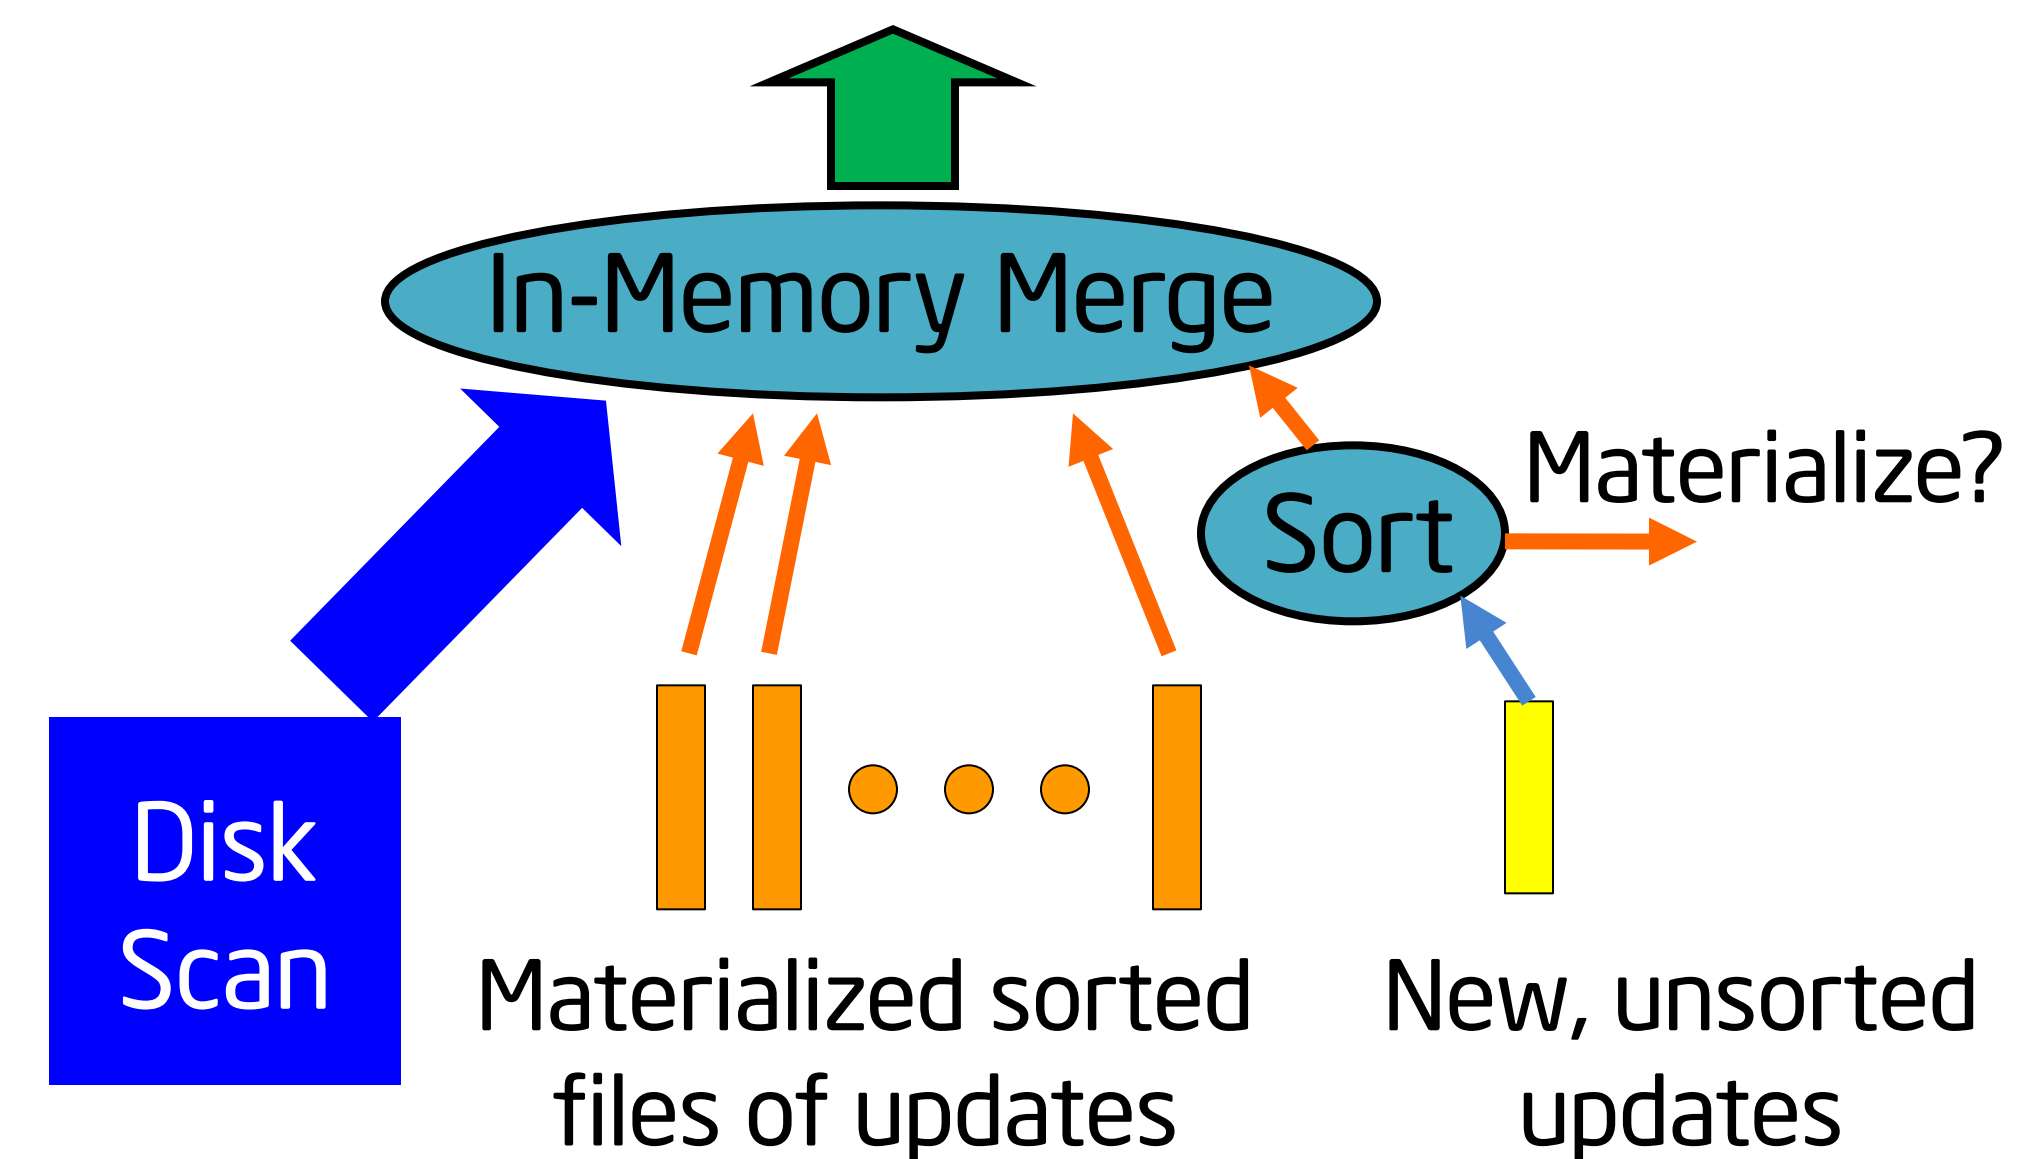 In-Memory Merge
Materialize?
Sort
Disk
Scan
Materialized sorted
files of updates
New, unsorted
updates